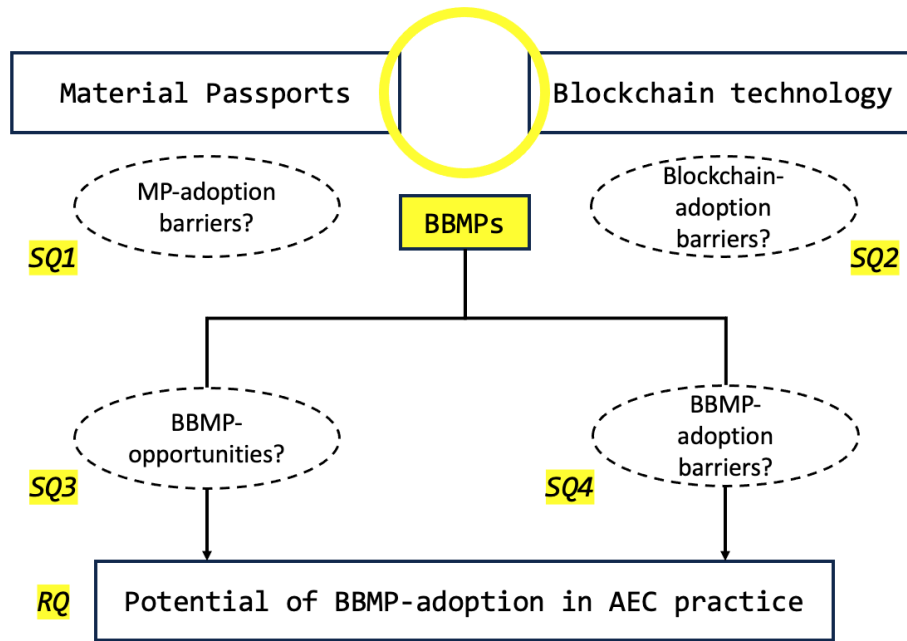 Material Passports
Blockchain technology
MP-adoption
barriers?
BBMPs
Blockchain-
adoption
barriers?
SQ1
SQ2
BBMP-
opportunities?
BBMP-
adoption
barriers?
SQ3
SQ4
RQ
Potential of BBMP-adoption in AEC practice